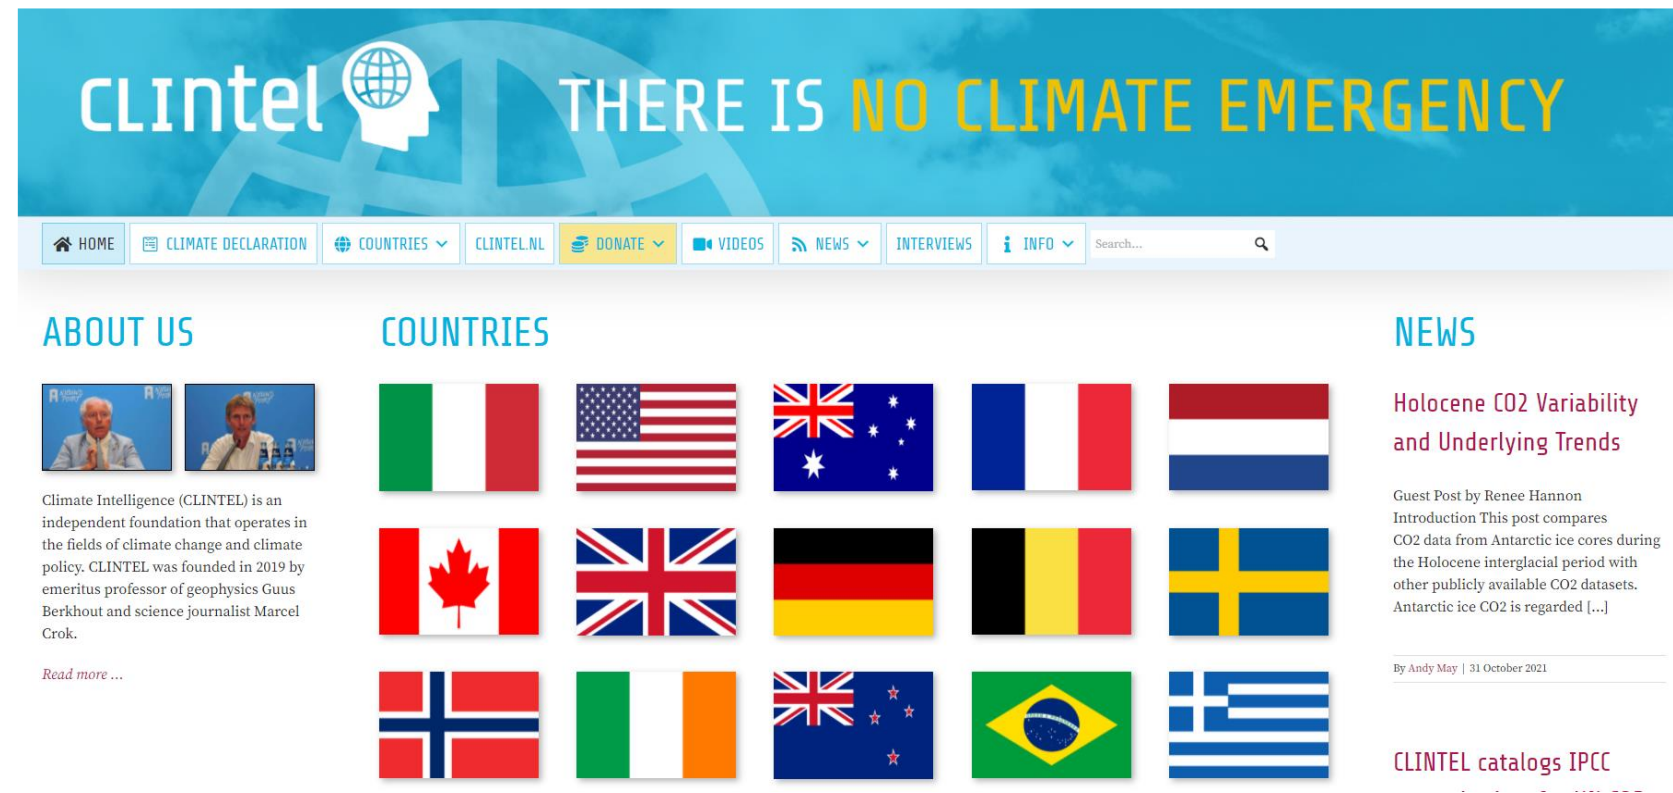 CLINtel
THERE IS NO CLIMATE EMERGENCY
HOME
CLIMATE DECLARATION
COUNTRIES
CLINTEL.NL
DONATE
VIDEOS
NEWS
INTERVIEWS
INFO
Search...
ABOUT US
Climate Intelligence (CLINTEL) is an
independent foundation that operates in
the fields of climate change and climate
policy. CLINTEL was founded in 2019 by
emeritus professor of geophysics Guus
Berkhout and science journalist Marcel
Crok.
Read more ...
COUNTRIES
NEWS
Holocene CO2 Variability
and Underlying Trends
Guest Post by Renee Hannon
Introduction This post compares
CO2 data from Antarctic ice cores during
the Holocene interglacial period with
other publicly available CO2 datasets.
Antarctic ice CO2 is regarded [...]
By Andy May | 31 October 2021
CLINTEL catalogs IPCC